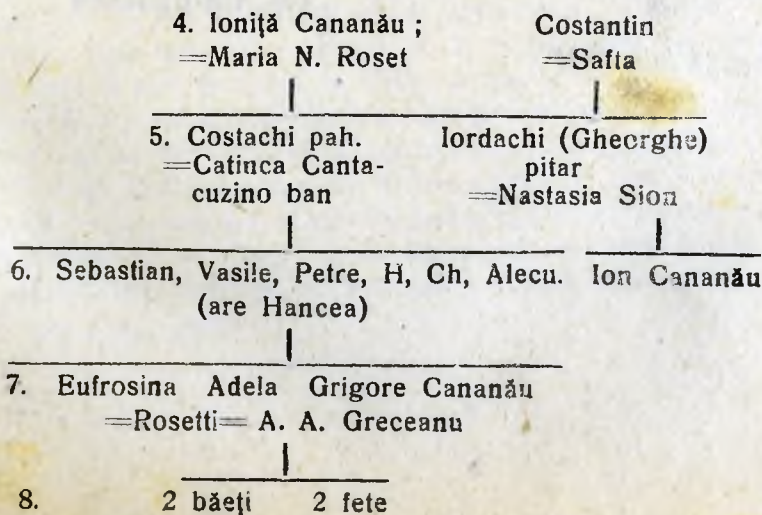 4. Ioniţă Cananău ; Costantin
=Maria N. Roset =Safta
5. Costachi pah. Iordachi (Gheorghe)
=Catinca Canta- pitar
cuzino ban =Nastasia Sion
6. Sebastian, Vasile, Petre, H, Ch, Alecu. Ion Cananău
(are Hancea)
7. Eufrosina Adela Grigore Cananău
=Rosetti= A. A. Greceanu
8. 2 băeţi 2 fete